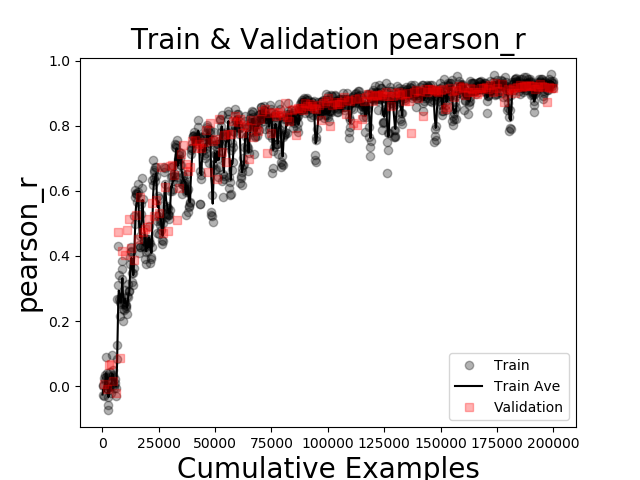 Train & Validation pearson_r
1.0
0.8
0.6
0.4
0.2
0.0
pearson_r
Train
Train Ave
Validation
0 25000 50000 75000 100000 125000 150000 175000 200000
Cumulative Examples